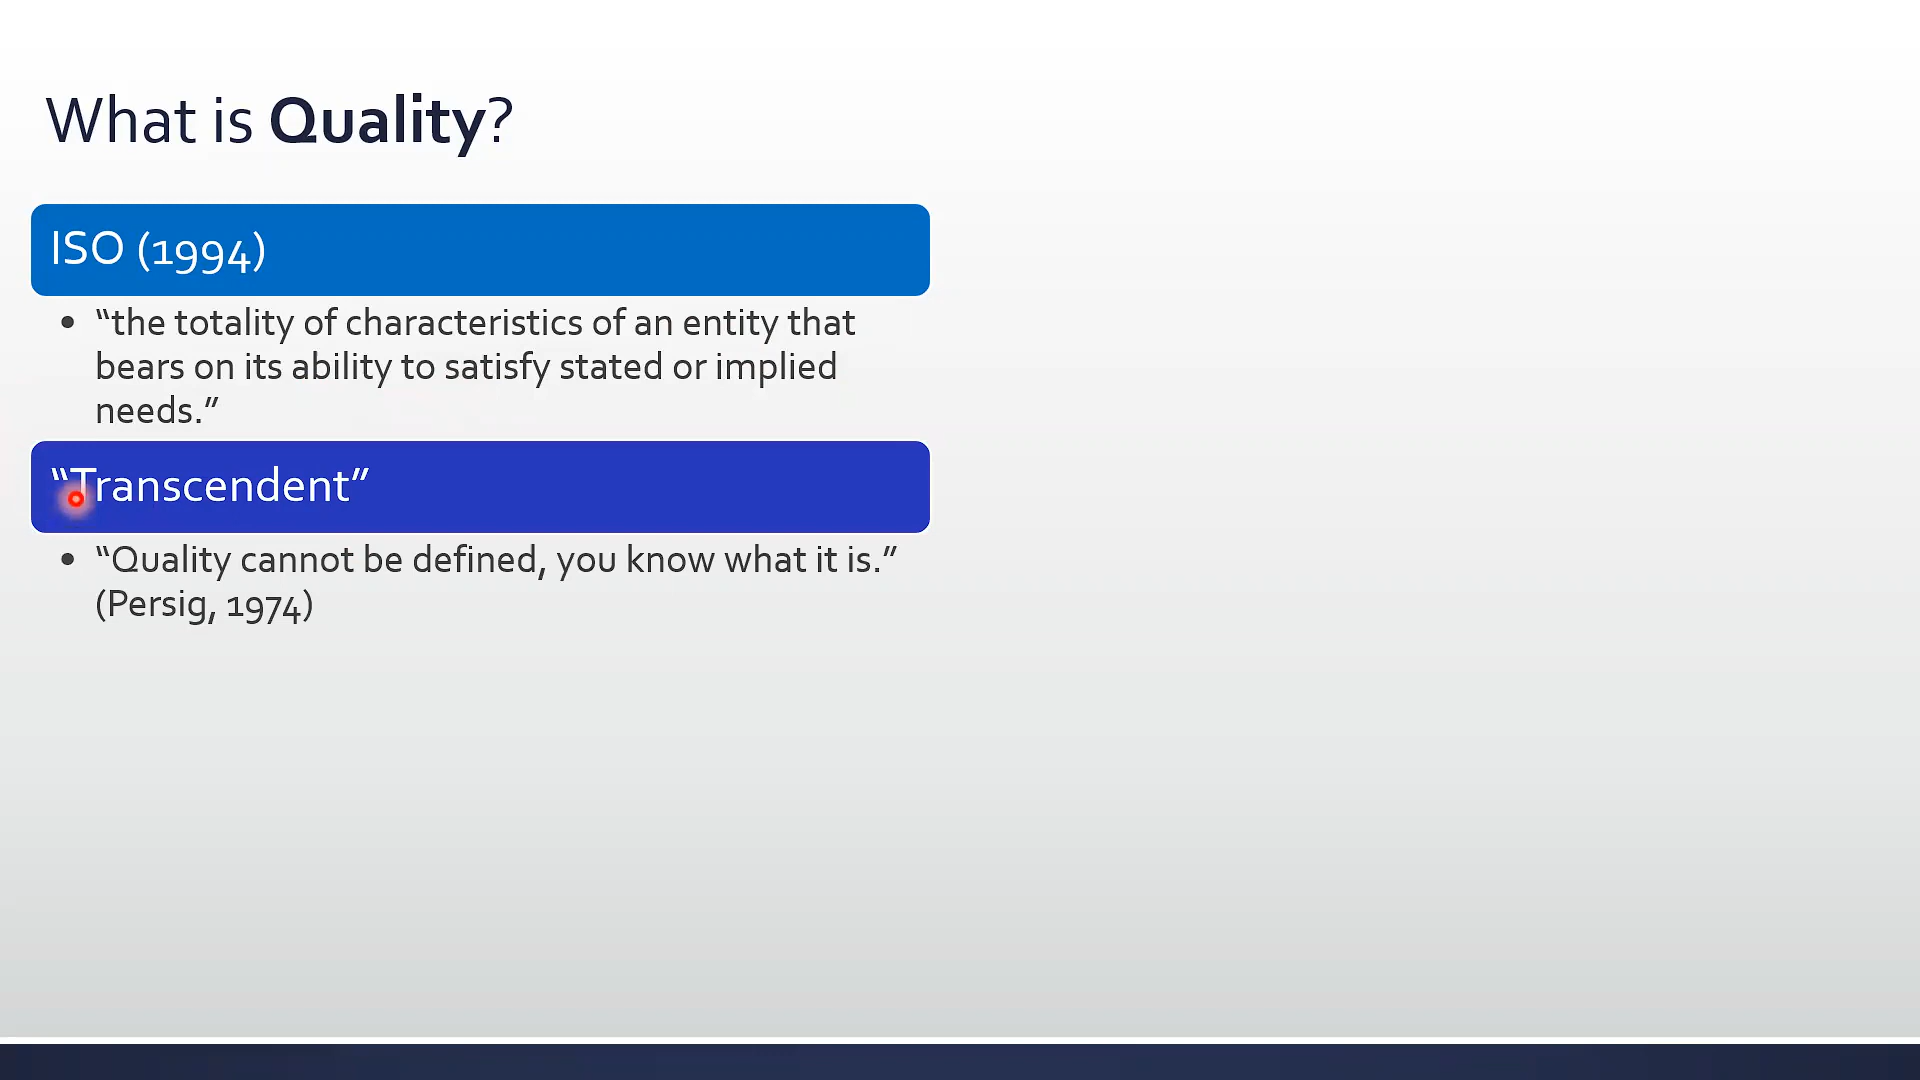 What is Quality?
ISO (1994)
• “the totality of characteristics of an entity that
bears on its ability to satisfy stated or implied
needs.”
“Transcendent”
• “Quality cannot be defined, you know what it is.”
(Persig, 1974)